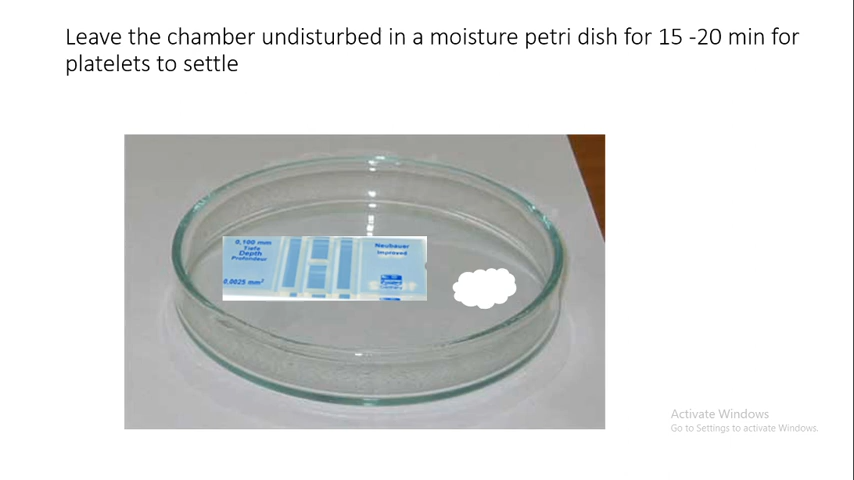 Leave the chamber undisturbed in a moisture petri dish for 15 -20 min for
platelets to settle
0,100 mm
Tiefe
Depth
Profondeur
0,0025 mm²
Neubauer
Improved
Activate Windows
Go to Settings to activate Windows.